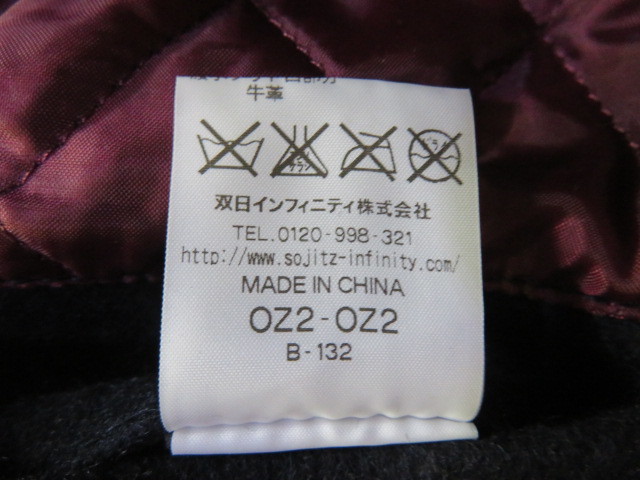 牛革
双日インフィニティ株式会社
TEL.0120-998-321
http://www.sojitz-infinity.com/
MADE IN CHINA
OZ2-OZ2
B-132